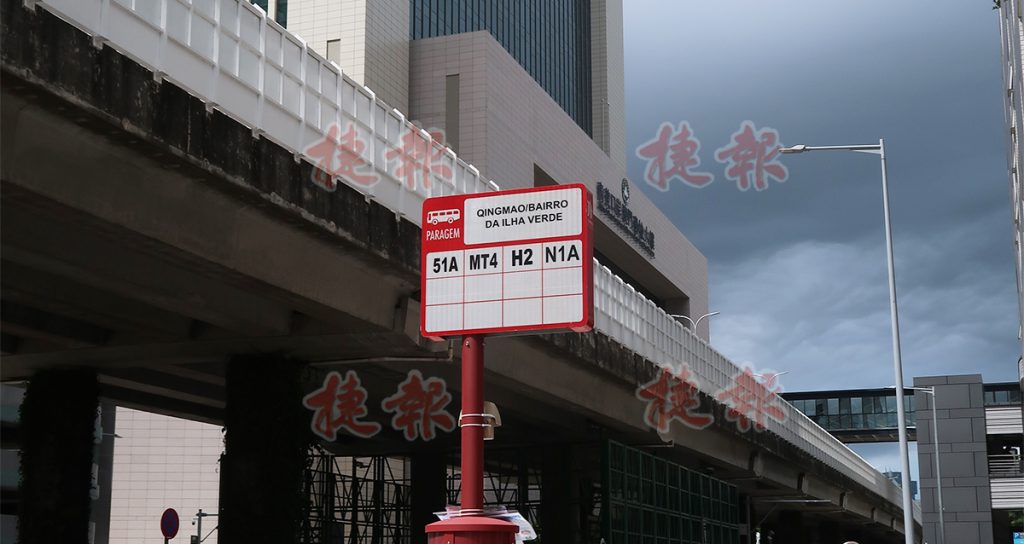 捷報
捷報
QINGMAO/BAIRRO
DA ILHA VERDE
PARAGEM
51A MT4 H2 N1A
捷報
捷報